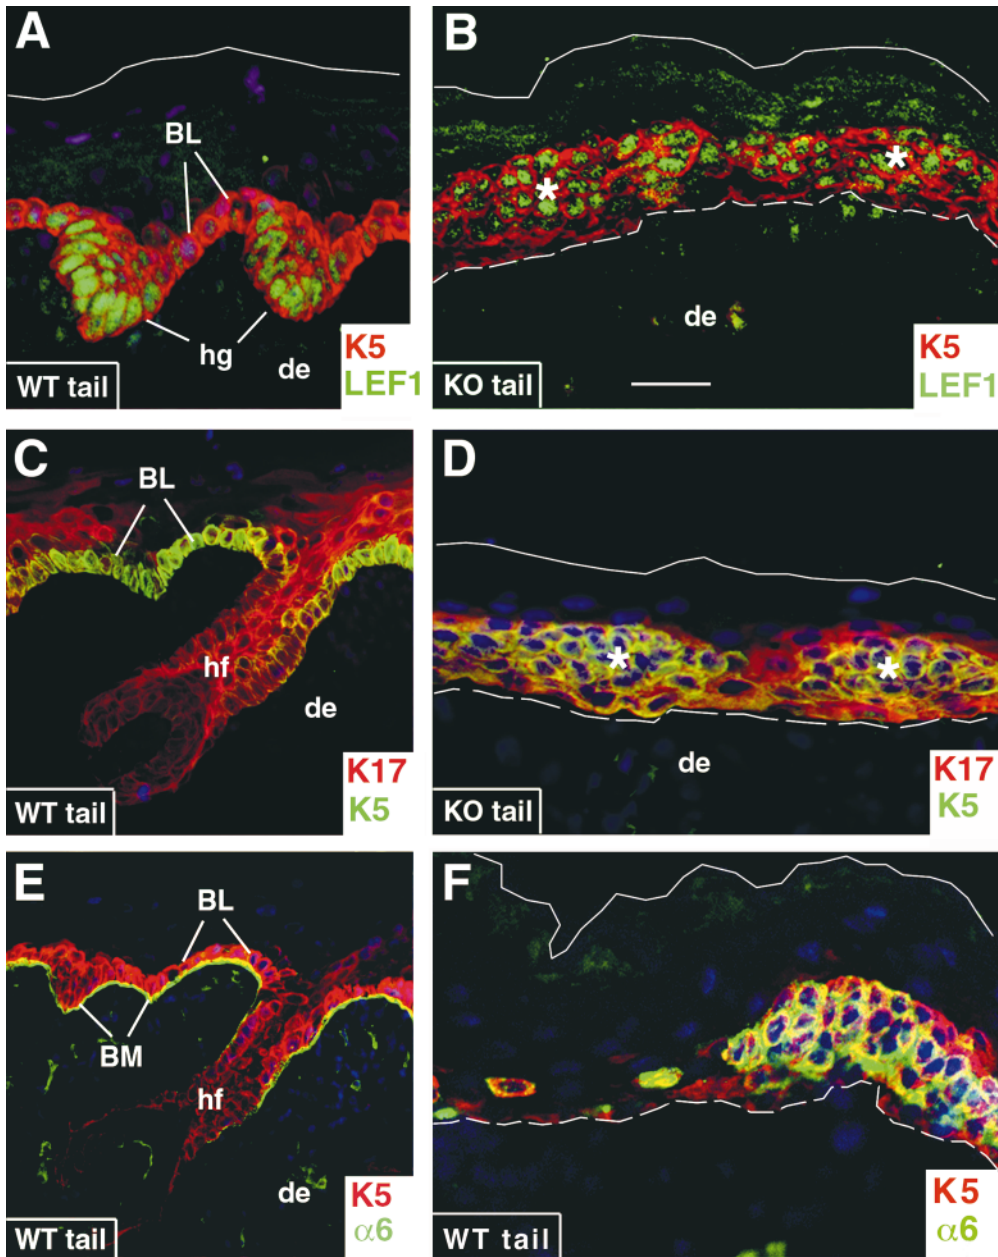 A
BL
hg
de
WT tail
K5
LEF1
B
*
*
de
KO tail
K5
LEF1
C
BL
hf
de
WT tail
K17
K5
D
*
*
de
KO tail
K17
K5
E
BL
BM
hf
de
WT tail
K5
α6
F
WT tail
K5
α6